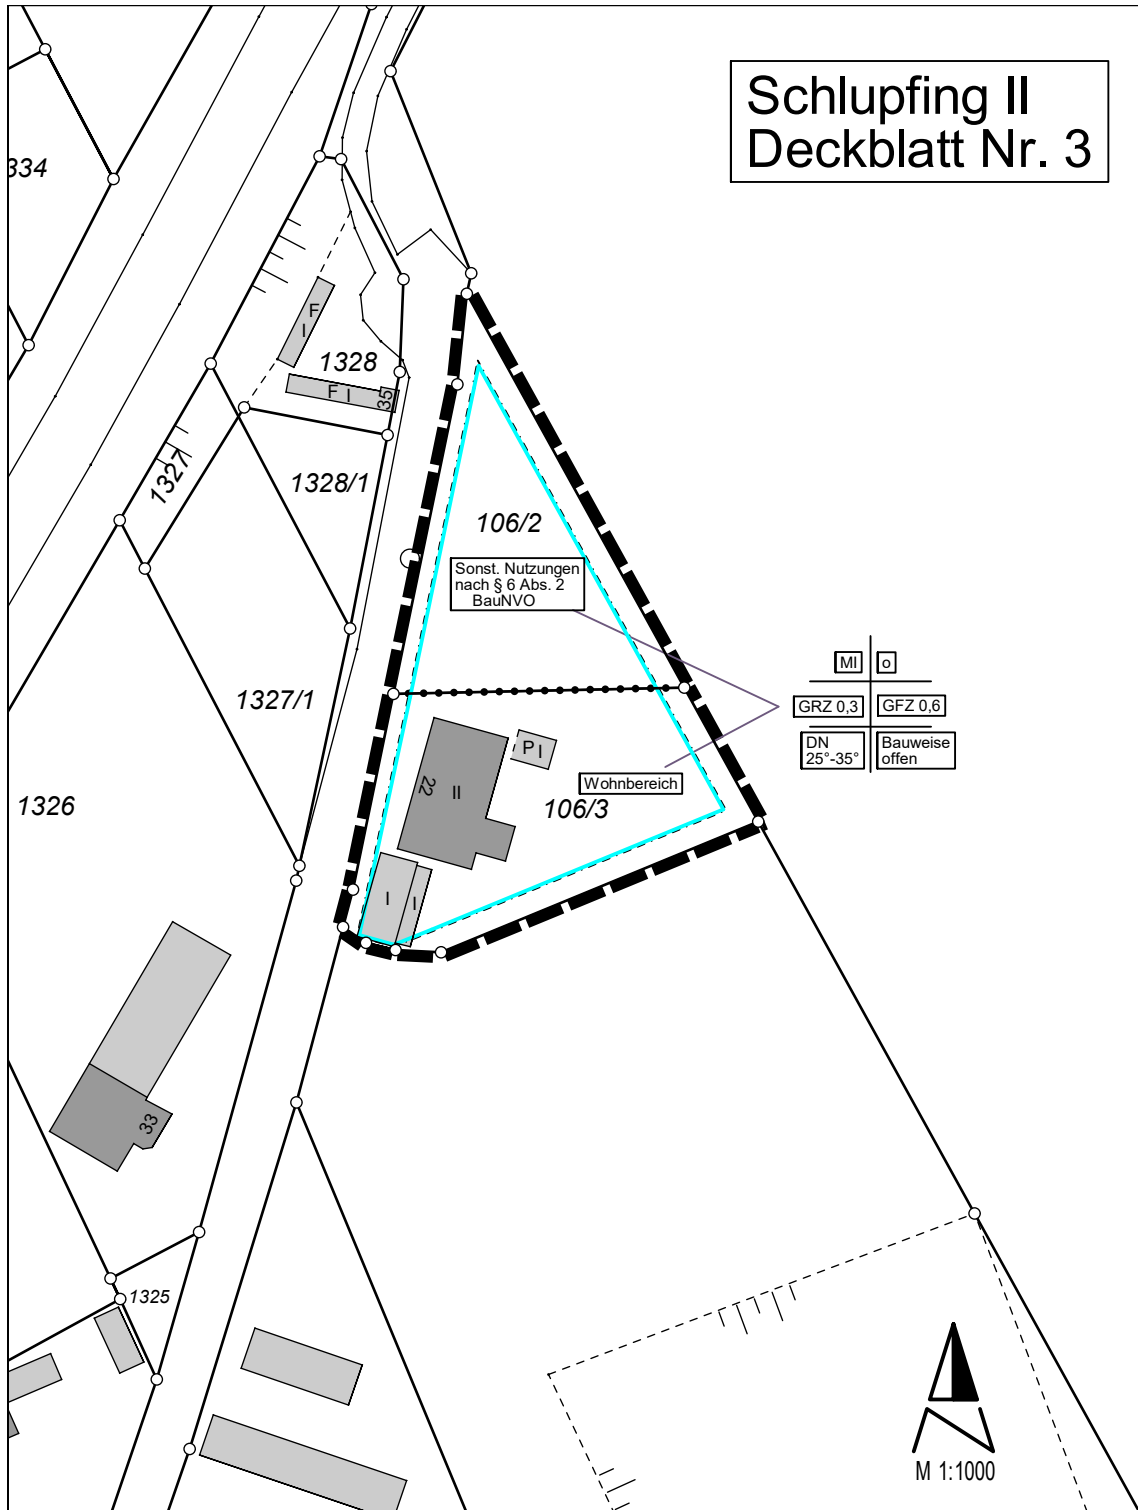 Schlupfing II
Deckblatt Nr. 3
334
F
I
1328
F I
35
1327
1328/1
106/2
Sonst. Nutzungen
nach § 6 Abs. 2
BauNVO
MI o
GRZ 0,3 GFZ 0,6
DN
25°-35°
Bauweise
offen
1327/1
P I
22
II
Wohnbereich
106/3
1326
I
I
33
1325
M 1:1000